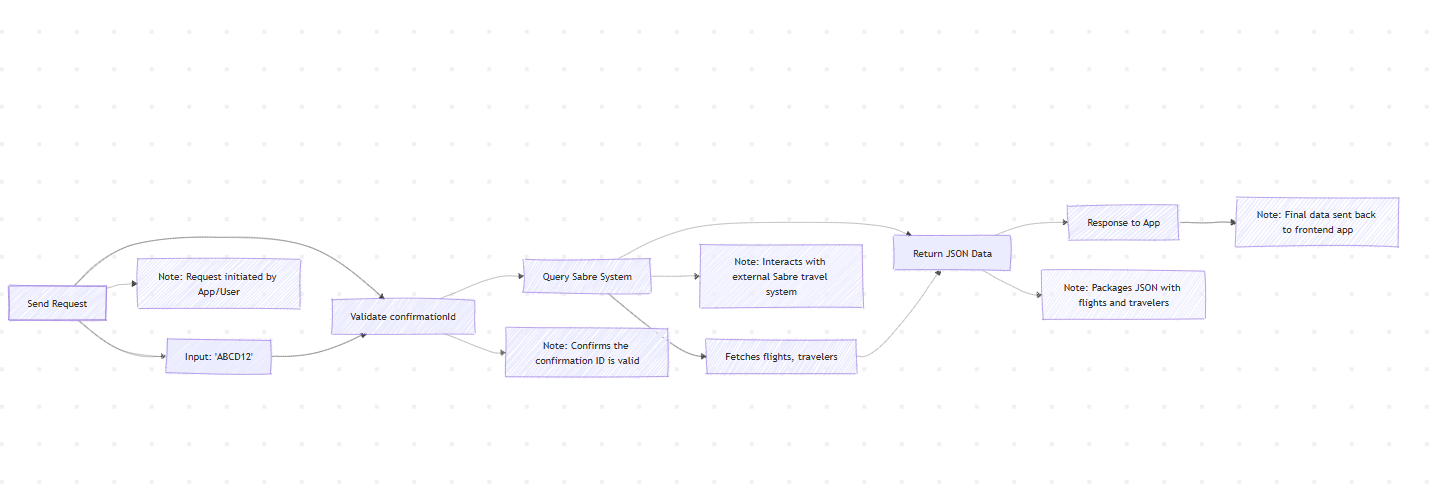 Send Request
Note: Request initiated by
App/User
Input: 'ABCD12'
Validate confirmationId
Query Sabre System
Note: Confirms the
confirmation ID is valid
Note: Interacts with
external Sabre travel
system
Fetches flights, travelers
Return JSON Data
Response to App
Note: Packages JSON with
flights and travelers
Note: Final data sent back
to frontend app